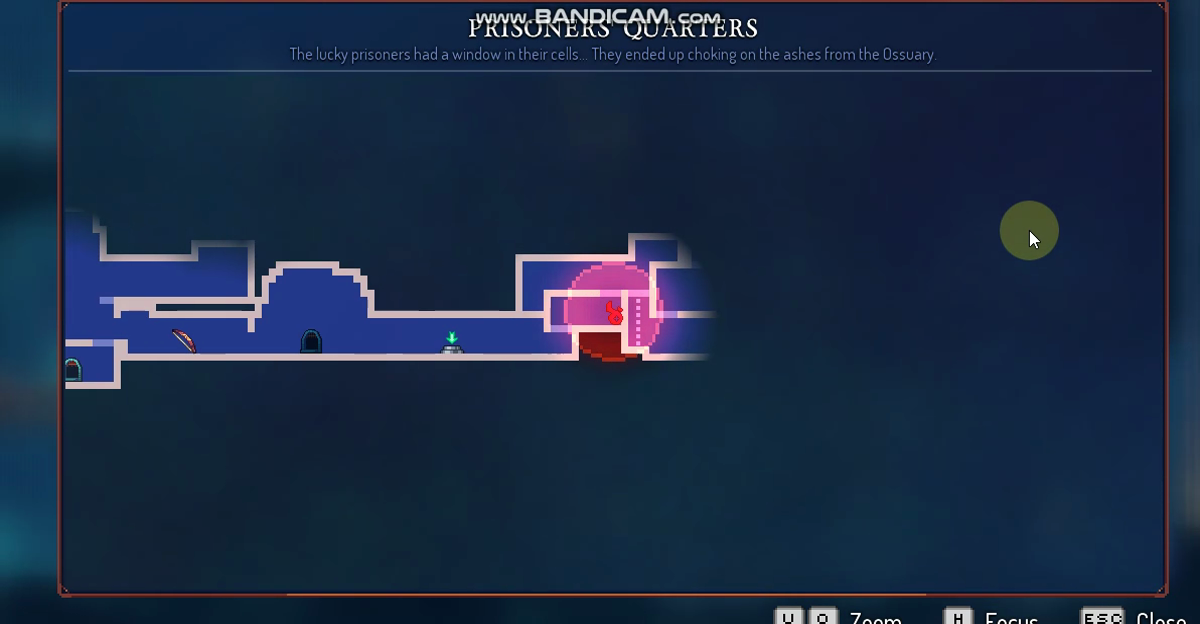 www.BANDICAM.com
PRISONERS' QUARTERS
The lucky prisoners had a window in their cells... They ended up choking on the ashes from the Ossuary.
Zoom H Focus ESC Close